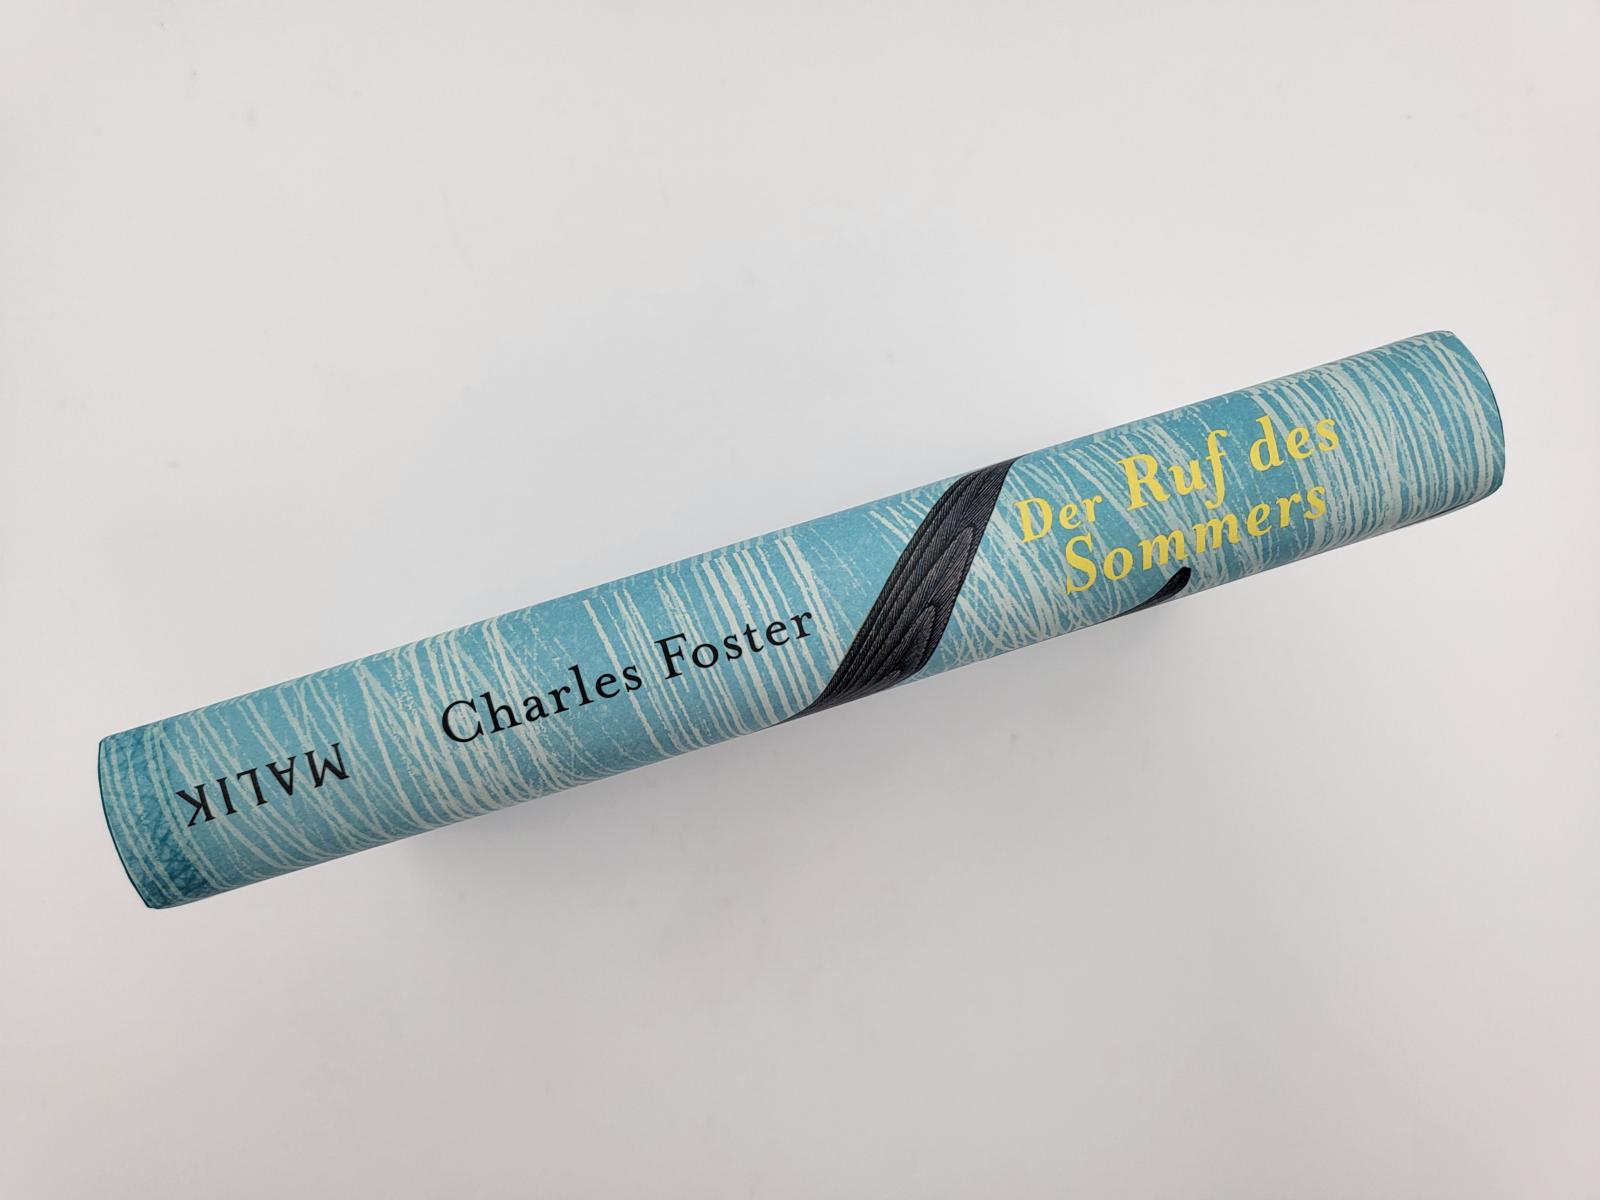 Charles Foster
Der Ruf des
Sommers
MALIK